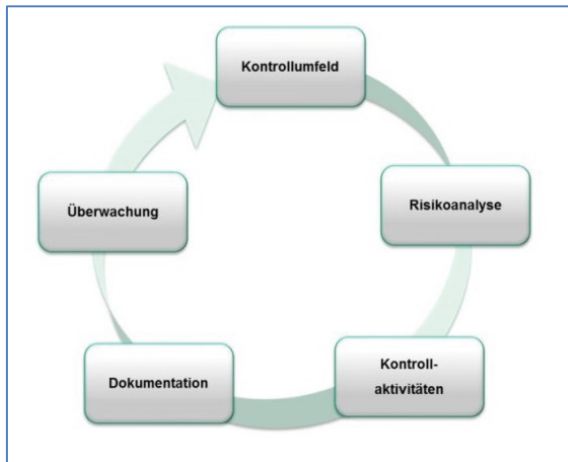 Kontrollumfeld
Risikoanalyse
Kontroll-
aktivitäten
Dokumentation
Überwachung